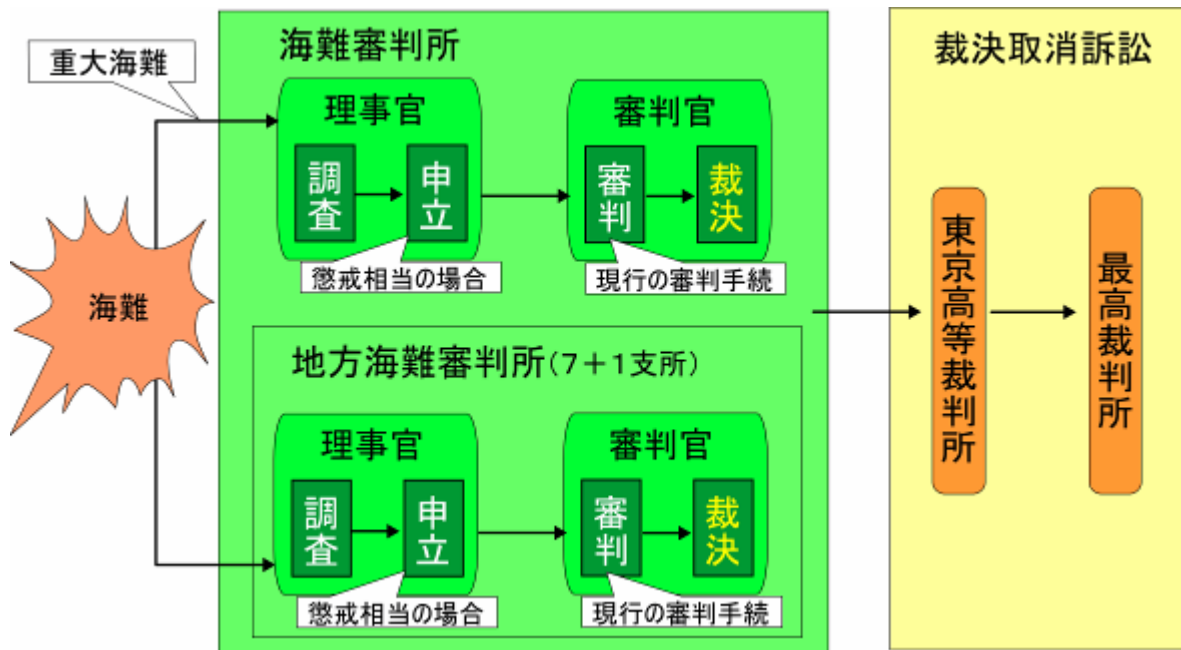 重大海難
海難
海難審判所
理事官
調査
申立
懲戒相当の場合
審判官
審判
裁決
現行の審判手続
地方海難審判所(7+1支所)
理事官
調査
申立
懲戒相当の場合
審判官
審判
裁決
現行の審判手続
裁決取消訴訟
東京高等裁判所
最高裁判所